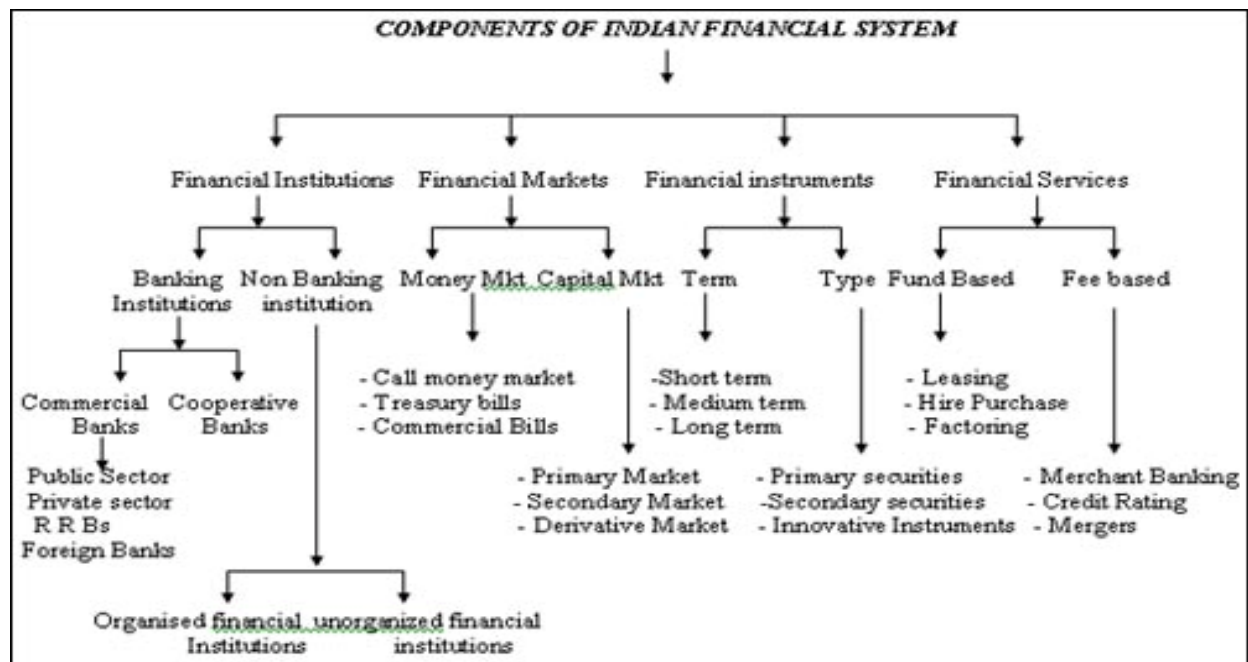 COMPONENTS OF INDIAN FINANCIAL SYSTEM
Financial Institutions Financial Markets Financial instruments Financial Services
Banking Non Banking Money Mkt Capital Mkt Term Type Fund Based Fee based
Institutions institution
- Call money market -Short term - Leasing
Commercial Cooperative - Treasury bills - Medium term - Hire Purchase
Banks Banks - Commercial Bills - Long term - Factoring
Public Sector - Primary Market - Primary securities - Merchant Banking
Private sector - Secondary Market -Secondary securities - Credit Rating
R R Bs - Derivative Market - Innovative Instruments - Mergers
Foreign Banks
Organised financial unorganized financial
Institutions institutions